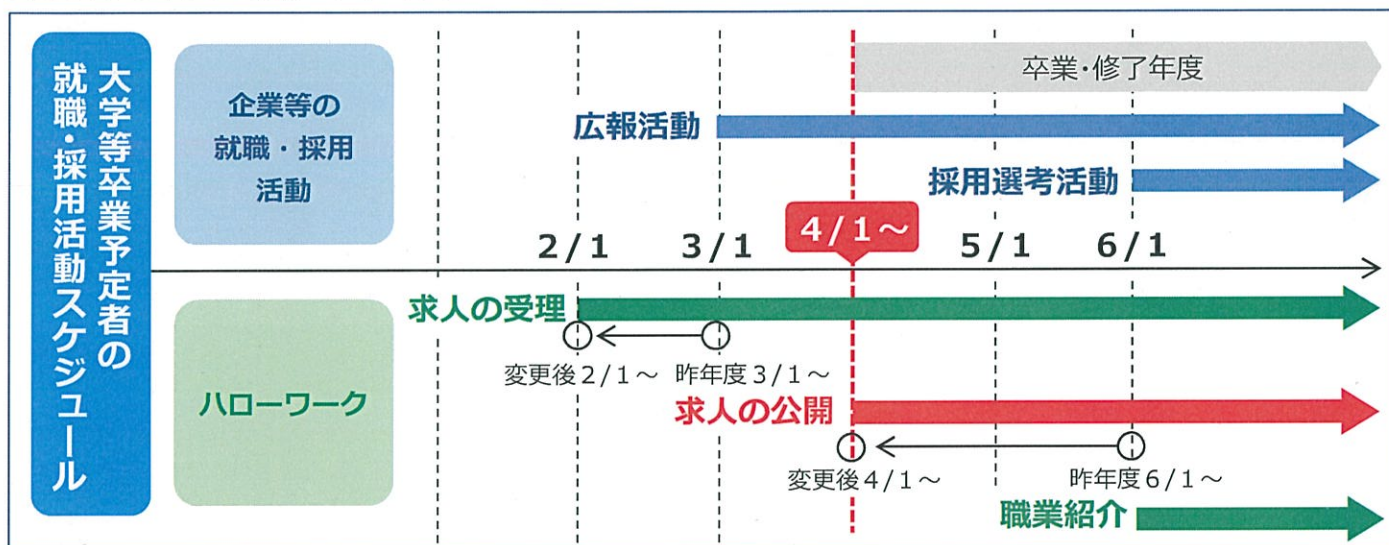 大学等卒業予定者の
就職・採用活動スケジュール
企業等の
就職・採用
活動
卒業・修了年度
広報活動
採用選考活動
2/1
3/1
4/1～
5/1
6/1
ハローワーク
求人の受理
変更後2/1～
昨年度3/1～
求人の公開
変更後4/1～
昨年度6/1～
職業紹介